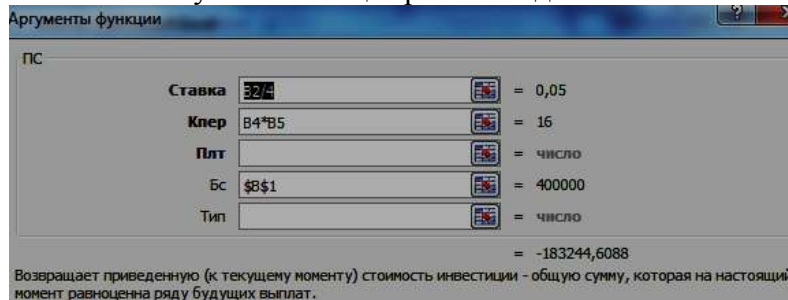 Аргументы функции
ПС
Ставка B2/4 = 0,05
Кпер B4*B5 = 16
Плт = число
Бс $B$1 = 400000
Тип = число
= -183244,6088
Возвращает приведенную (к текущему моменту) стоимость инвестиции - общую сумму, которая на настоящий
момент равноценна ряду будущих выплат.